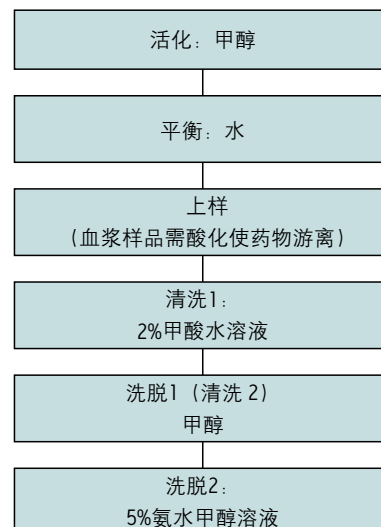 活化：甲醇
平衡：水
上样
（血浆样品需酸化使药物游离）
清洗1：
2%甲酸水溶液
洗脱1（清洗 2）
甲醇
洗脱2：
5%氨水甲醇溶液